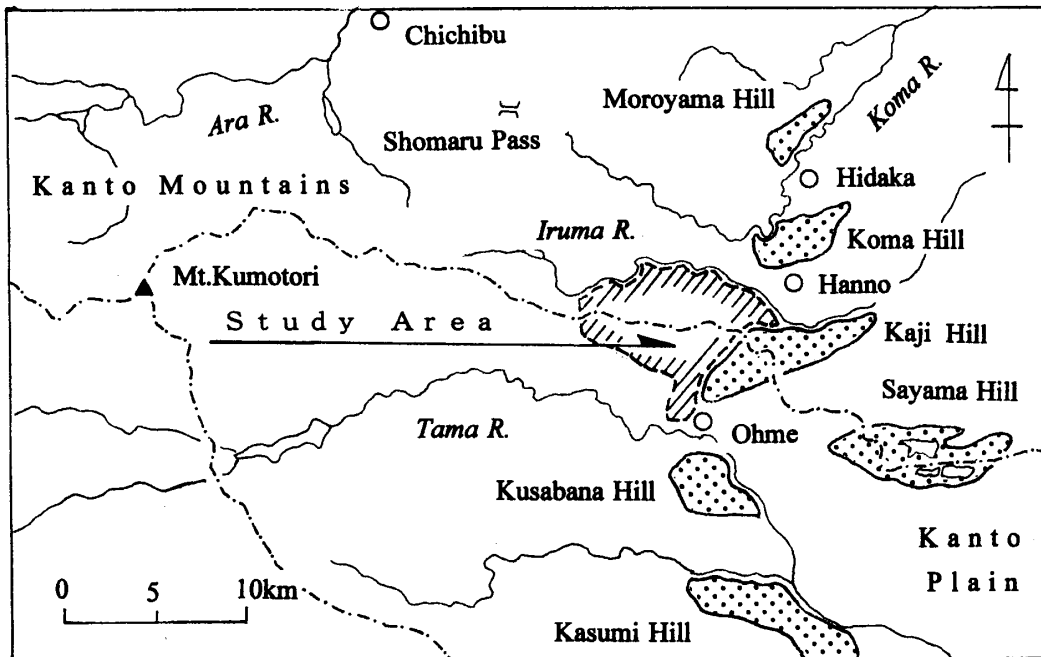 Chichibu
Moroyama Hill
Koma R.
Ara R.
Shomaru Pass
Kanto Mountains
Hidaka
Iruma R.
Koma Hill
Mt.Kumotori
Hanno
Study Area
Kaji Hill
Sayama Hill
Tama R.
Ohme
Kusabana Hill
Kanto
Plain
0 5 10km
Kasumi Hill